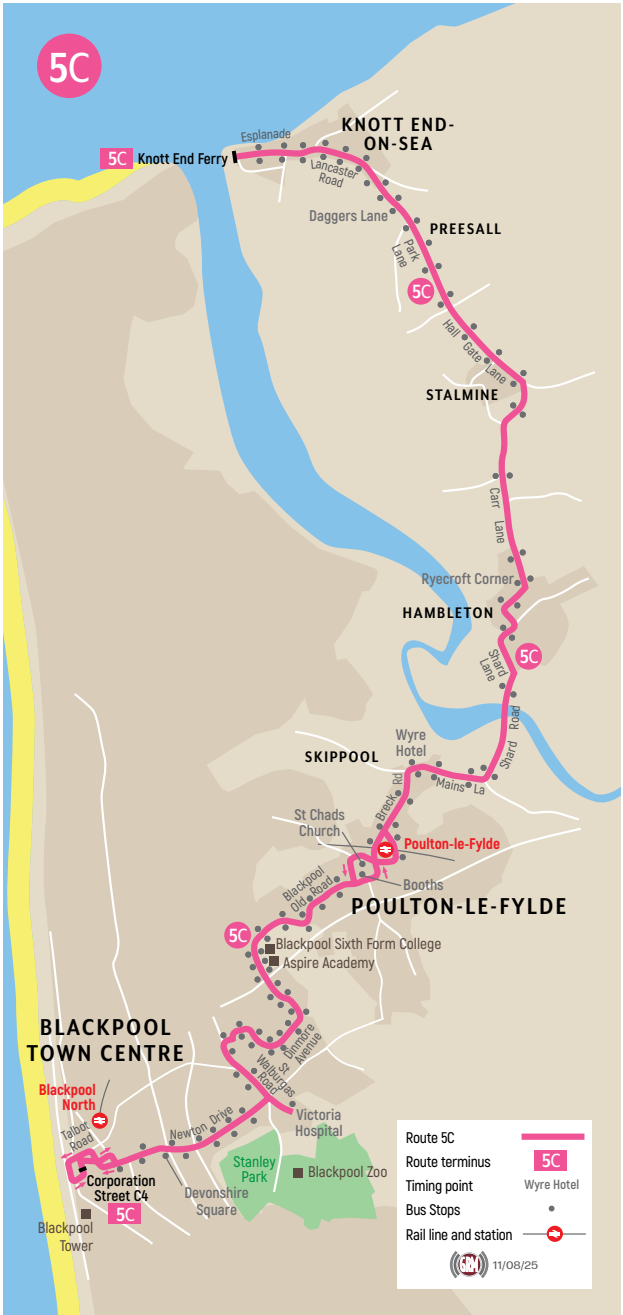 5C
Esplanade
KNOTT END-
ON-SEA
5C Knott End Ferry
Lancaster
Road
Daggers Lane
PREESALL
Park
Lane
5C
Hall Gate Lane
STALMINE
Carr Lane
Ryecroft Corner
HAMBLETON
5C
Shard
Lane
Shard Road
Wyre
Hotel
SKIPPOOL
Mains La
Breck Rd
St Chads
Church
Poulton-le-Fylde
Booths
Blackpool
Old Road
POULTON-LE-FYLDE
5C
Blackpool Sixth Form College
Aspire Academy
Dinmore
Avenue
BLACKPOOL
TOWN CENTRE
St
Walburgas
Road
Blackpool
North
Talbot
Road
Newton Drive
Victoria
Hospital
Stanley
Park
Blackpool Zoo
Corporation
Street C4
5C
Devonshire
Square
Blackpool
Tower
Route 5C
Route terminus 5C
Timing point Wyre Hotel
Bus Stops
Rail line and station
GRM 11/08/25